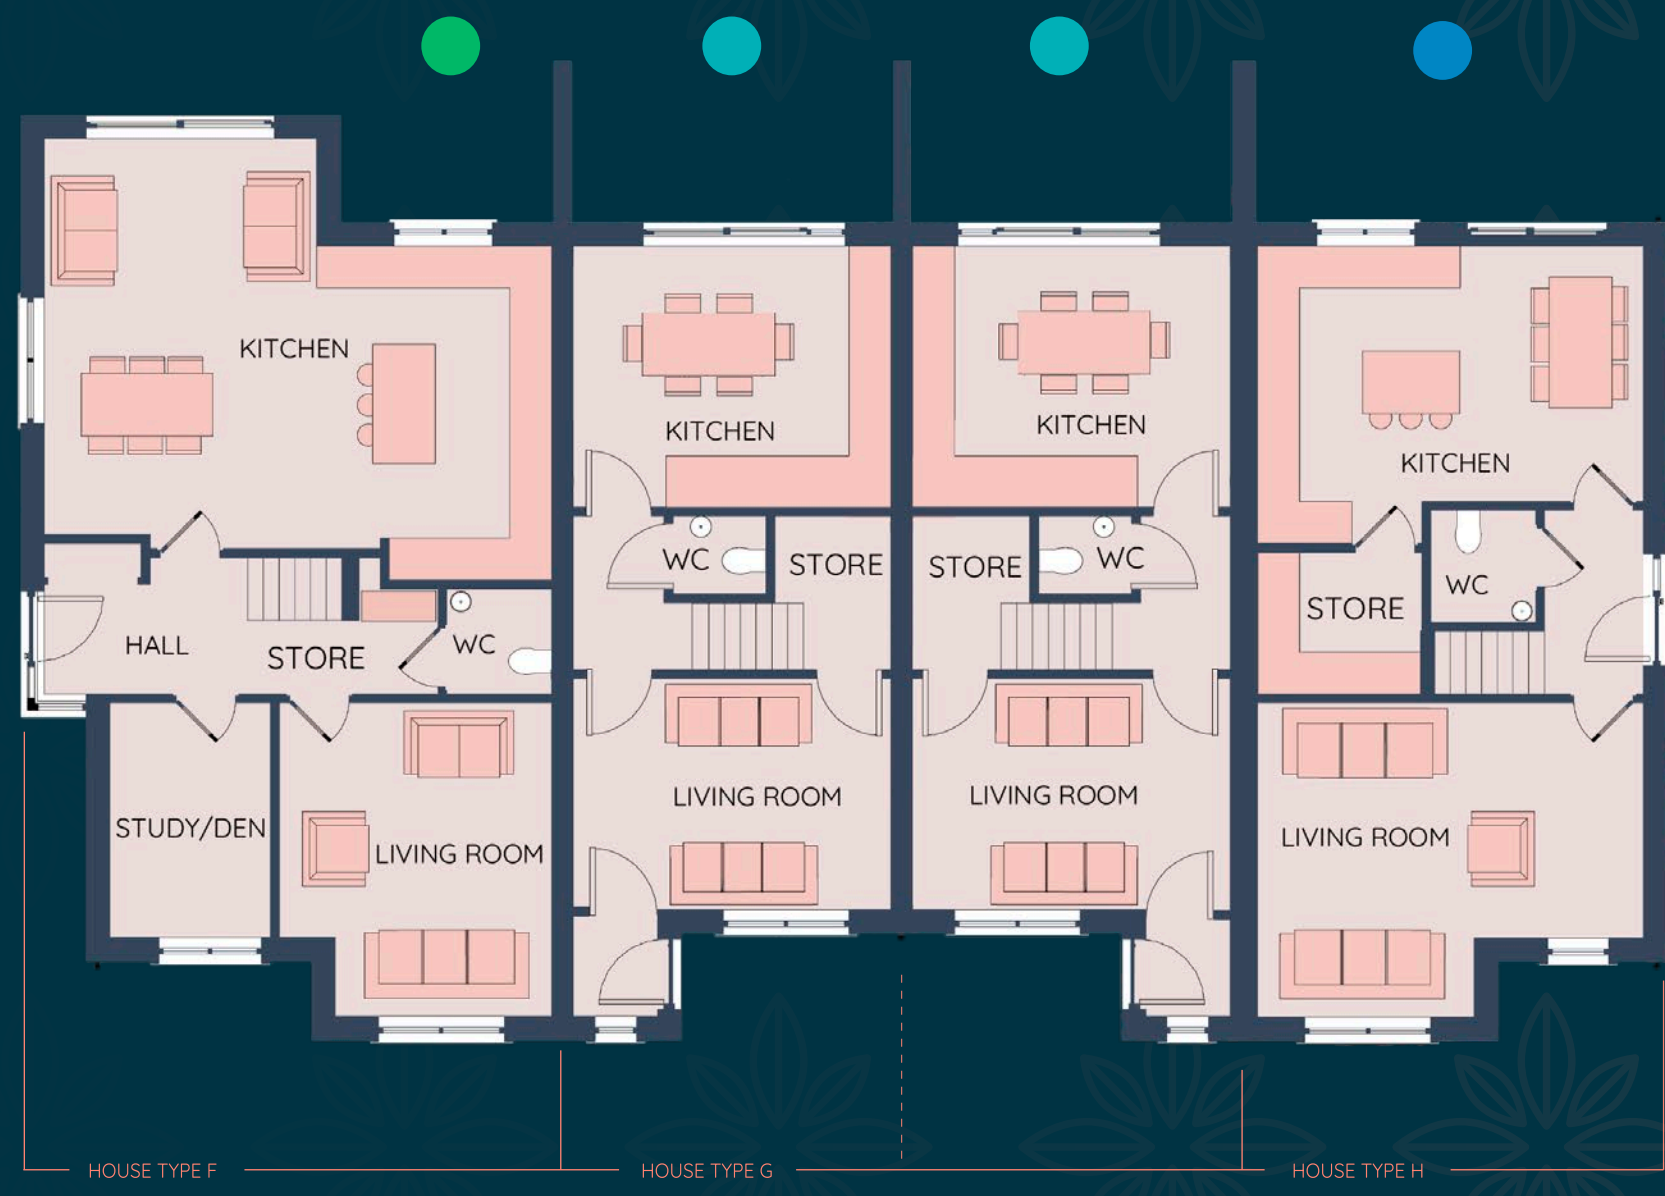 KITCHEN
HALL
STORE
WC
STUDY/DEN
LIVING ROOM
KITCHEN
WC
STORE
LIVING ROOM
KITCHEN
STORE
WC
LIVING ROOM
KITCHEN
WC
STORE
LIVING ROOM
HOUSE TYPE F
HOUSE TYPE G
HOUSE TYPE H